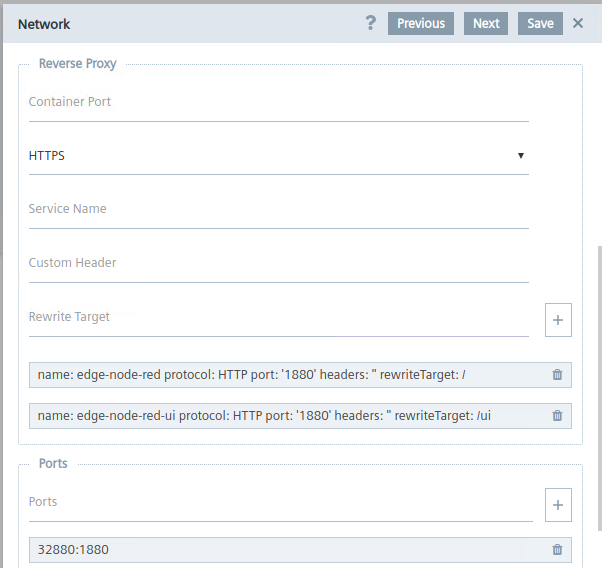 Network
? Previous Next Save ×
Reverse Proxy
Container Port
HTTPS
Service Name
Custom Header
Rewrite Target
+
name: edge-node-red protocol: HTTP port: '1880' headers: '' rewriteTarget: /
name: edge-node-red-ui protocol: HTTP port: '1880' headers: '' rewriteTarget: /ui
Ports
Ports
+
32880:1880